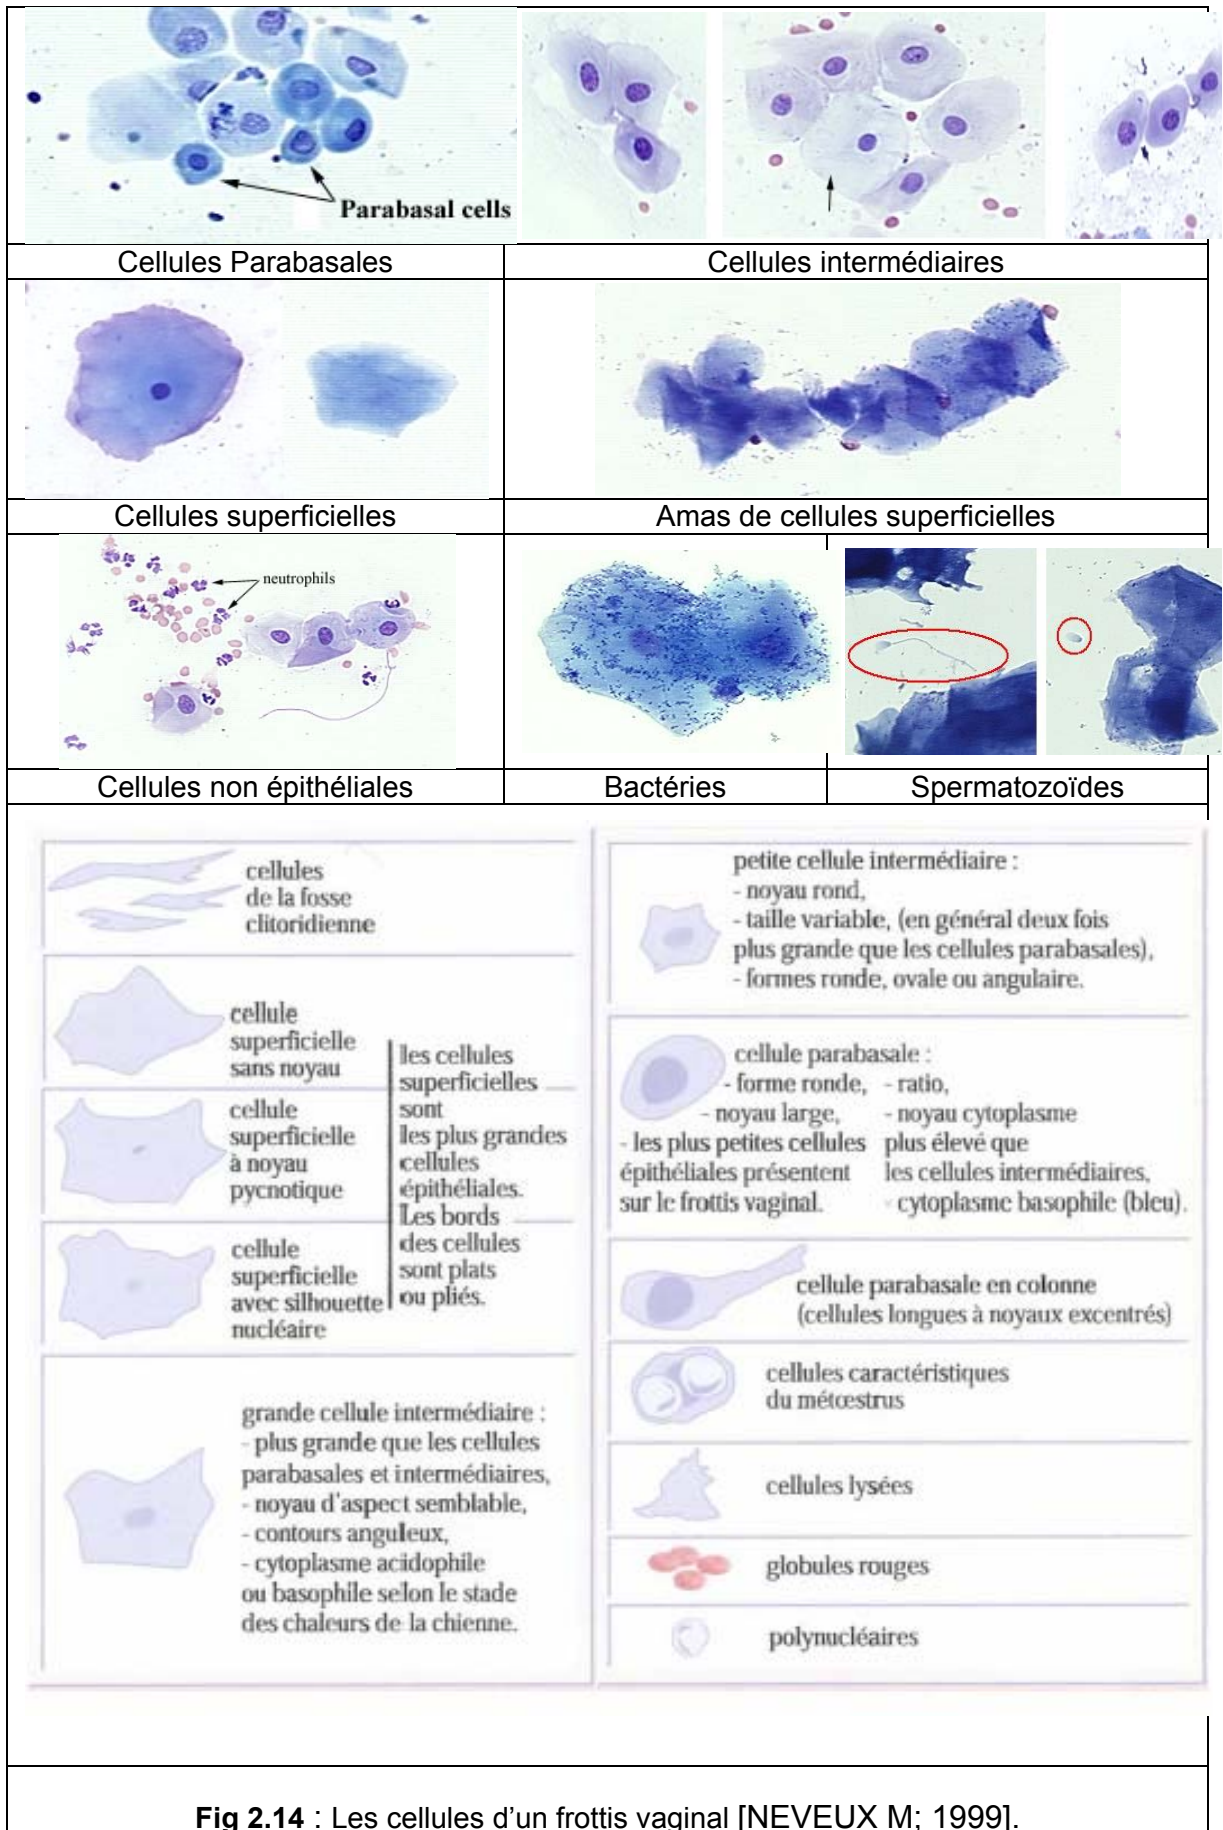 Parabasal cells
Cellules Parabasales
Cellules intermédiaires
Cellules superficielles
Amas de cellules superficielles
neutrophils
Cellules non épithéliales
Bactéries
Spermatozoïdes
cellules
de la fosse
clitoridienne
cellule
superficielle
sans noyau
cellule
superficielle
à noyau
pycnotique
cellule
superficielle
avec silhouette
nucléaire
les cellules
superficielles
sont
les plus grandes
cellules
épithéliales.
Les bords
des cellules
sont plats
ou pliés.
grande cellule intermédiaire :
- plus grande que les cellules
parabasales et intermédiaires,
- noyau d'aspect semblable,
- contours anguleux,
- cytoplasme acidophile
ou basophile selon le stade
des chaleurs de la chienne.
petite cellule intermédiaire :
- noyau rond,
- taille variable, (en général deux fois
plus grande que les cellules parabasales),
- formes ronde, ovale ou angulaire.
cellule parabasale :
- forme ronde,
- noyau large,
- les plus petites cellules
épithéliales présentent
sur le frottis vaginal.
- ratio,
- noyau cytoplasme
plus élevé que
les cellules intermédiaires,
- cytoplasme basophile (bleu).
cellule parabasale en colonne
(cellules longues à noyaux excentrés)
cellules caractéristiques
du métœstrus
cellules lysées
globules rouges
polynucléaires
Fig 2.14 : Les cellules d'un frottis vaginal [NEVEUX M; 1999].